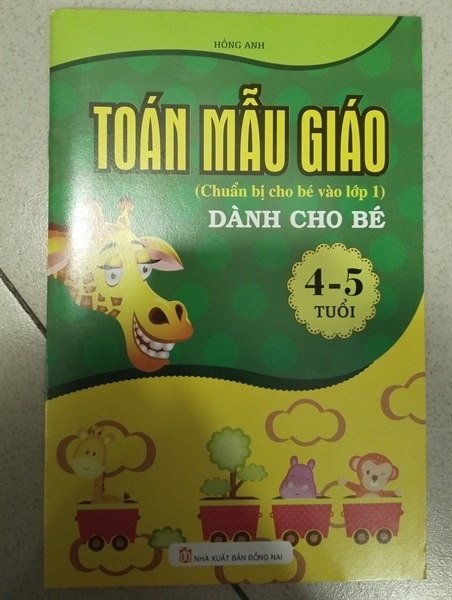 HỒNG ANH
TOÁN MẪU GIÁO
(Chuẩn bị cho bé vào lớp 1)
DÀNH CHO BÉ
4-5
TUỔI
NHÀ XUẤT BẢN ĐỒNG NAI